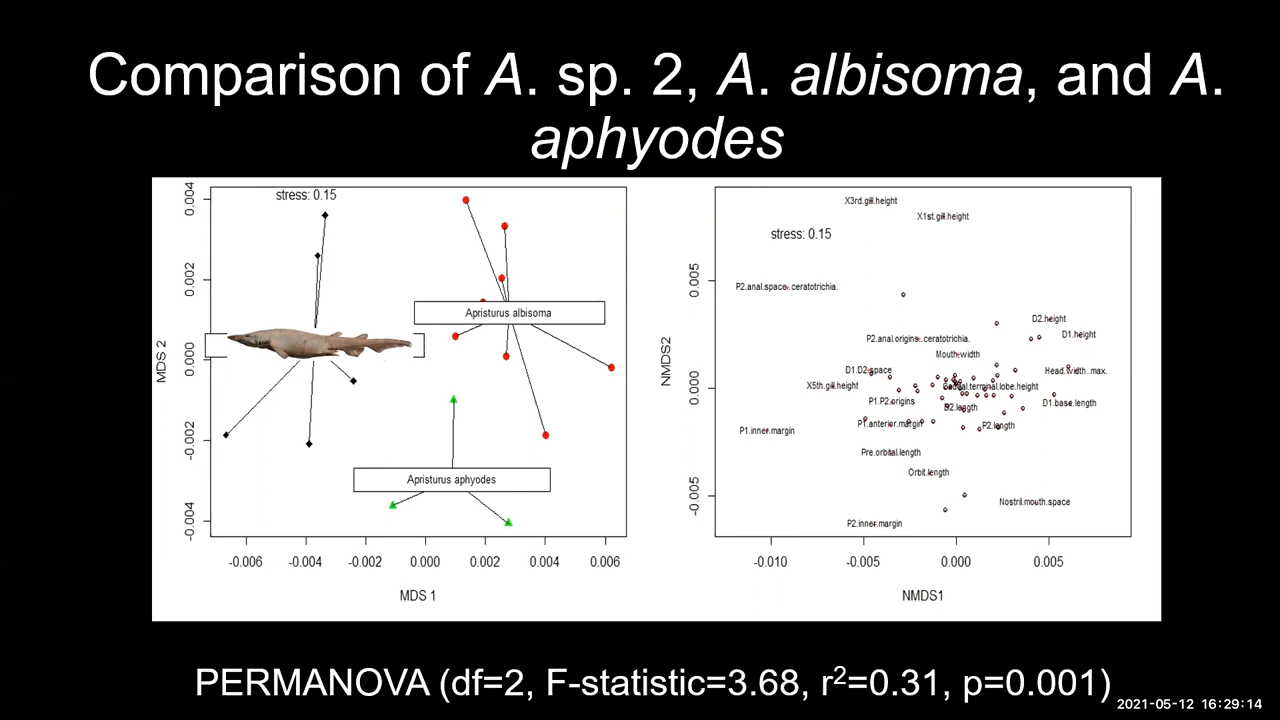 Comparison of A. sp. 2, A. albisoma, and A.
aphyodes
stress: 0.15
0.004
0.002
0.000
-0.002
-0.004
MDS 2
Apristurus albisoma
Apristurus aphyodes
-0.006
-0.004
-0.002
0.000
0.002
0.004
0.006
MDS 1
X3rd.gill.height
X1st.gill.height
stress: 0.15
P2.anal.space..ceratotrichia.
D2.height
D1.height
P2.anal.origins..ceratotrichia.
Mouth.width
D1.D2.space
Head.width..max.
X5th.gill.height
Caudal.terminal.lobe.height
P1.P2.origins
D2.length
D1.base.length
P1.anterior.margin
P2.length
P1.inner.margin
Pre.orbital.length
Orbit.length
Nostril.mouth.space
P2.inner.margin
0.005
0.000
-0.005
NMDS2
-0.010
-0.005
0.000
0.005
NMDS1
PERMANOVA (df=2, F-statistic=3.68, r²=0.31, p=0.001)
2021-05-12 16:29:14